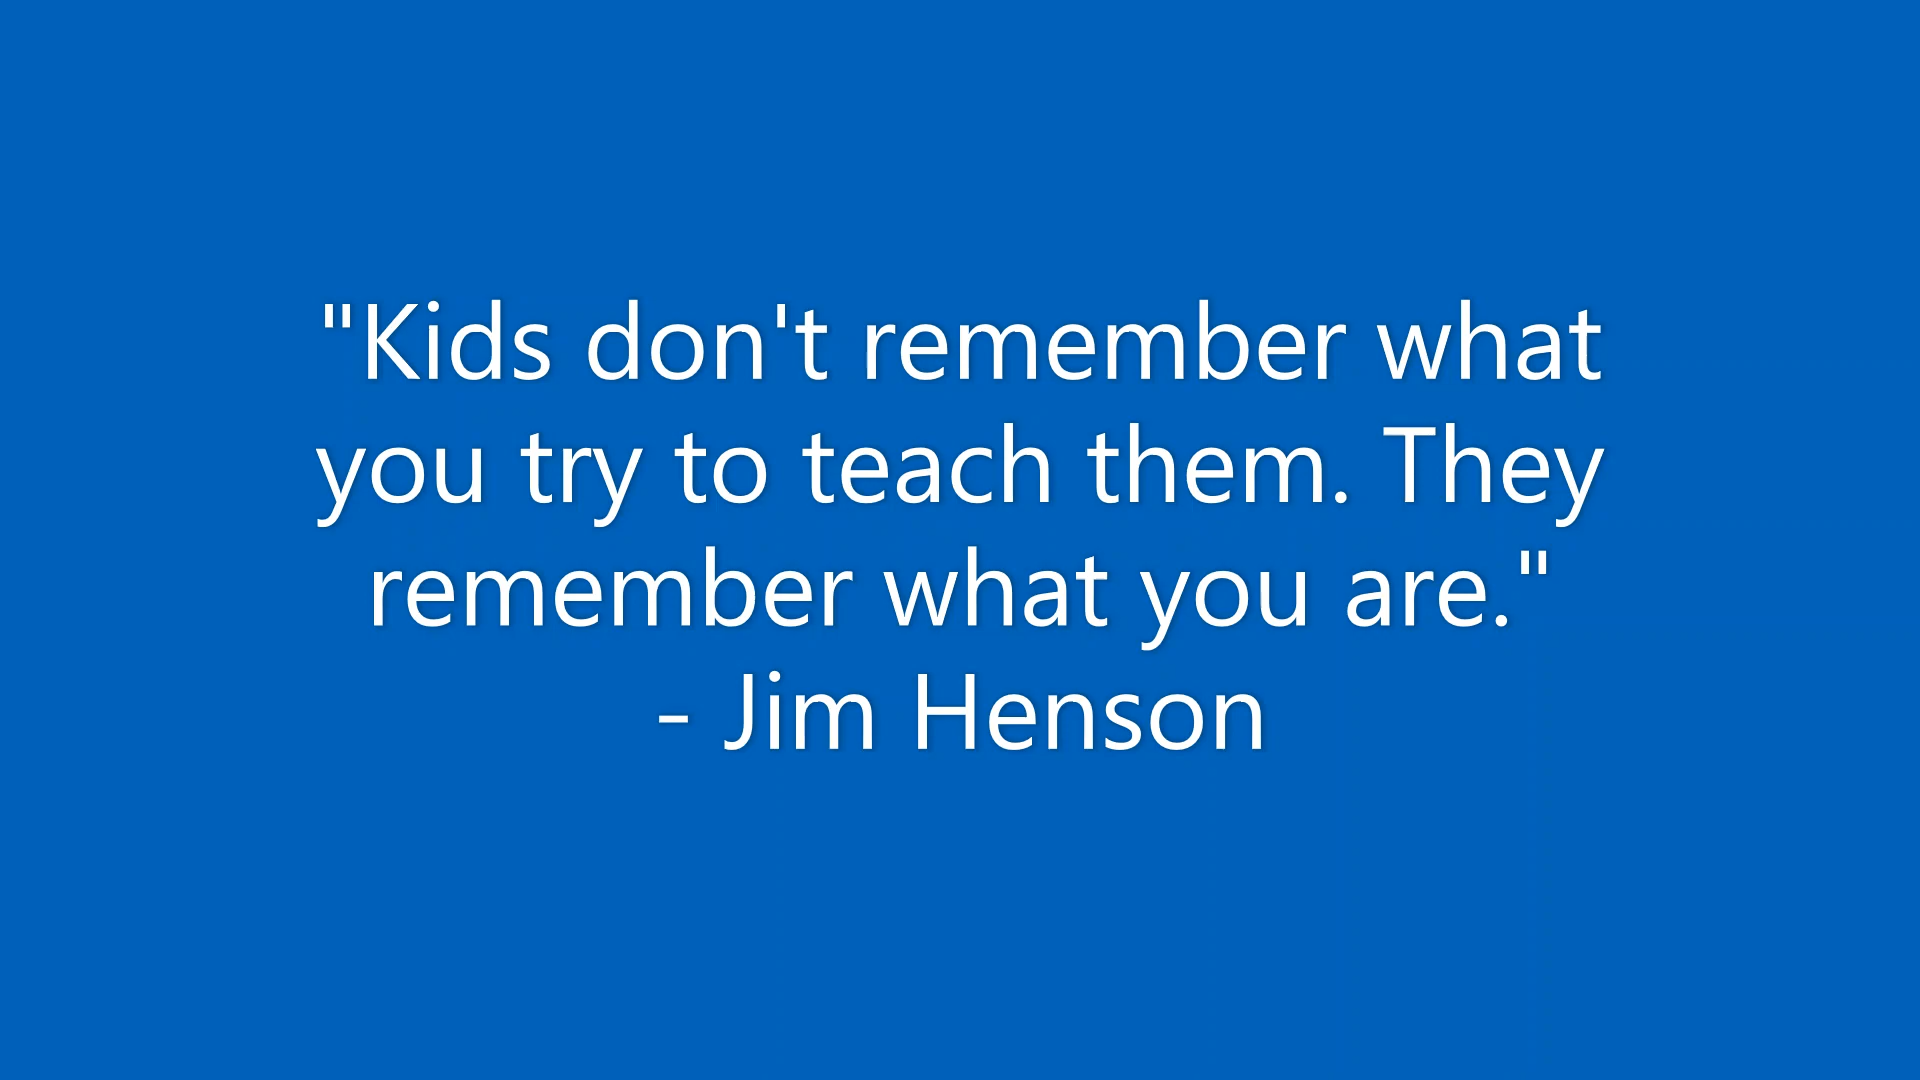 "Kids don't remember what
you try to teach them. They
remember what you are."
- Jim Henson